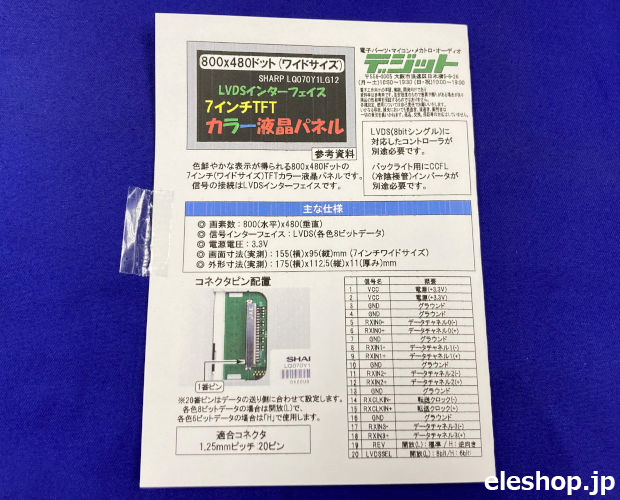 800x480ドット(ワイドサイズ)
SHARP LQ070Y1LG12
LVDSインターフェイス
7インチTFT
カラー液晶パネル
参考資料
電子パーツ・マイコン・メカトロ・オーディオ
デジット
LVDS(8bitシングル)に
対応したコントローラが
別途必要です。
バックライト用にCCFL
(冷陰極管)インバータが
別途必要です。
色鮮やかな表示が得られる800x480ドットの
7インチ(ワイドサイズ)TFTカラー液晶パネルです。
信号の接続はLVDSインターフェイスです。
主な仕様
◎ 画素数：800(水平)x480(垂直)
◎ 信号インターフェイス：LVDS(各色8ビットデータ)
◎ 電源電圧：3.3V
◎ 画面寸法(実測)：155(横)x95(縦)mm (7インチワイドサイズ)
◎ 外形寸法(実測)：175(横)x112.5(縦)x11(厚み)mm
コネクタピン配置
SHAI
LQ070Y1
1番ピン
※20番ピンはデータの送り側に合わせて設定します。
各色8ビットデータの場合は開放(L)で、
各色6ビットデータの場合は「H」で使用します。
適合コネクタ
1.25mmピッチ 20ピン
信号名 概要
1 VCC 電源(+3.3V)
2 VCC 電源(+3.3V)
3 GND グラウンド
4 GND グラウンド
5 RXIN0- データチャネル0(-)
6 RXIN0+ データチャネル0(+)
7 GND グラウンド
8 RXIN1- データチャネル1(-)
9 RXIN1+ データチャネル1(+)
10 GND グラウンド
11 RXIN2- データチャネル2(-)
12 RXIN2+ データチャネル2(+)
13 GND グラウンド
14 RXCLKIN- 転送クロック(-)
15 RXCLKIN+ 転送クロック(+)
16 GND グラウンド
17 RXIN3- データチャネル3(-)
18 RXIN3+ データチャネル3(+)
19 REV 開放(L)：標準 / H：逆向き
20 LVDSSEL 開放(L)：8bit/ H：6bit
eleshop.jp